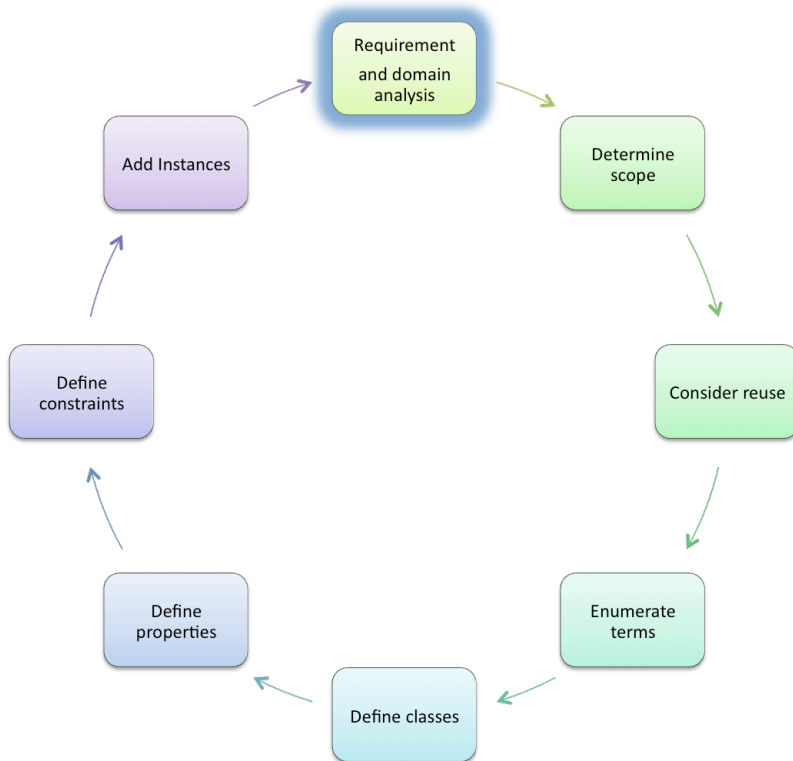 Requirement
and domain
analysis
Determine
scope
Consider reuse
Enumerate
terms
Define classes
Define
properties
Define
constraints
Add Instances